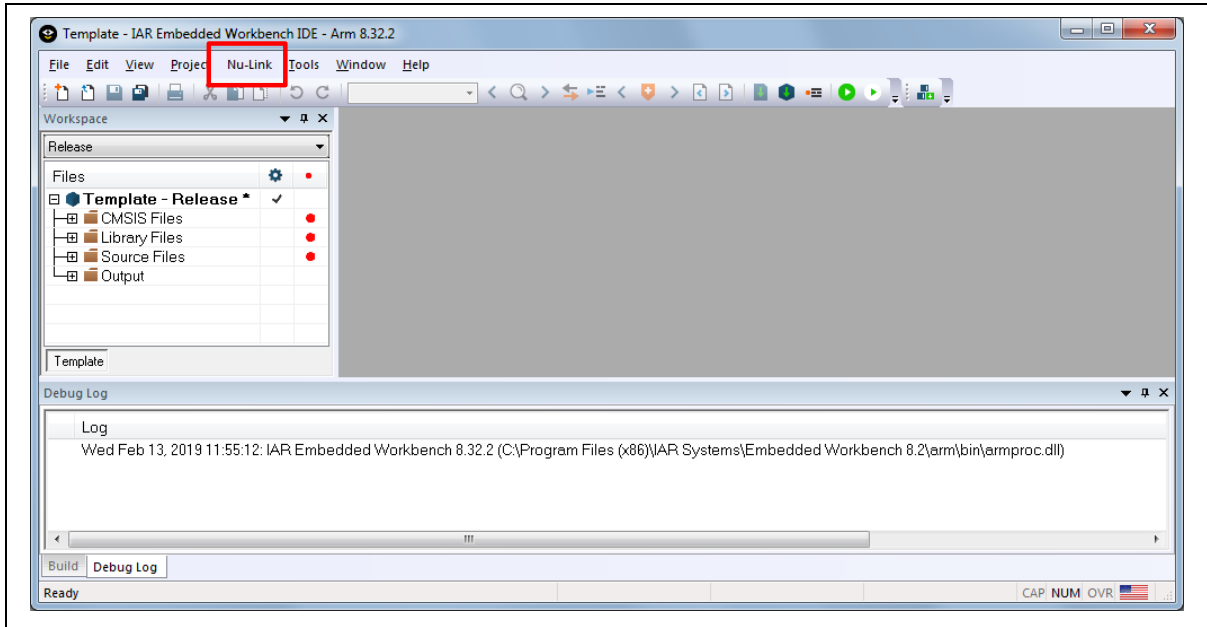 Template - IAR Embedded Workbench IDE - Arm 8.32.2
File Edit View Projec Nu-Link Tools Window Help
Workspace
Release
Files
Template - Release *
CMSIS Files
Library Files
Source Files
Output
Template
Debug Log
Log
Wed Feb 13, 2019 11:55:12: IAR Embedded Workbench 8.32.2 (C:\Program Files (x86)\IAR Systems\Embedded Workbench 8.2\arm\bin\armproc.dll)
Build Debug Log
Ready CAP NUM OVR